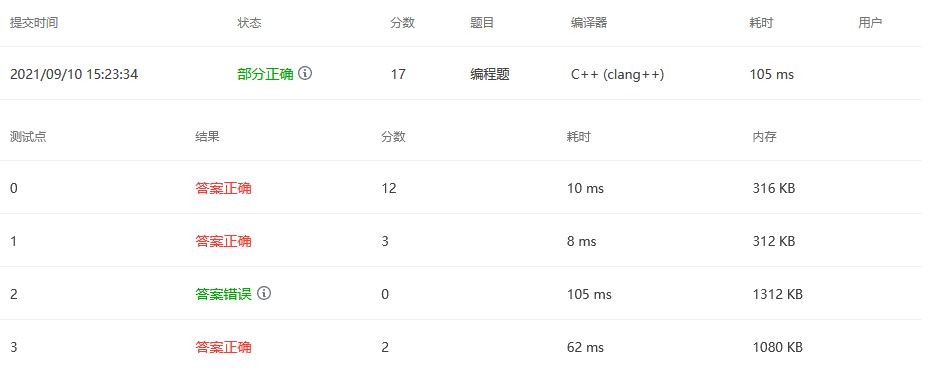 提交时间 状态 分数 题目 编译器 耗时 用户
2021/09/10 15:23:34 部分正确 17 编程题 C++ (clang++) 105 ms
测试点 结果 分数 耗时 内存
0 答案正确 12 10 ms 316 KB
1 答案正确 3 8 ms 312 KB
2 答案错误 0 105 ms 1312 KB
3 答案正确 2 62 ms 1080 KB